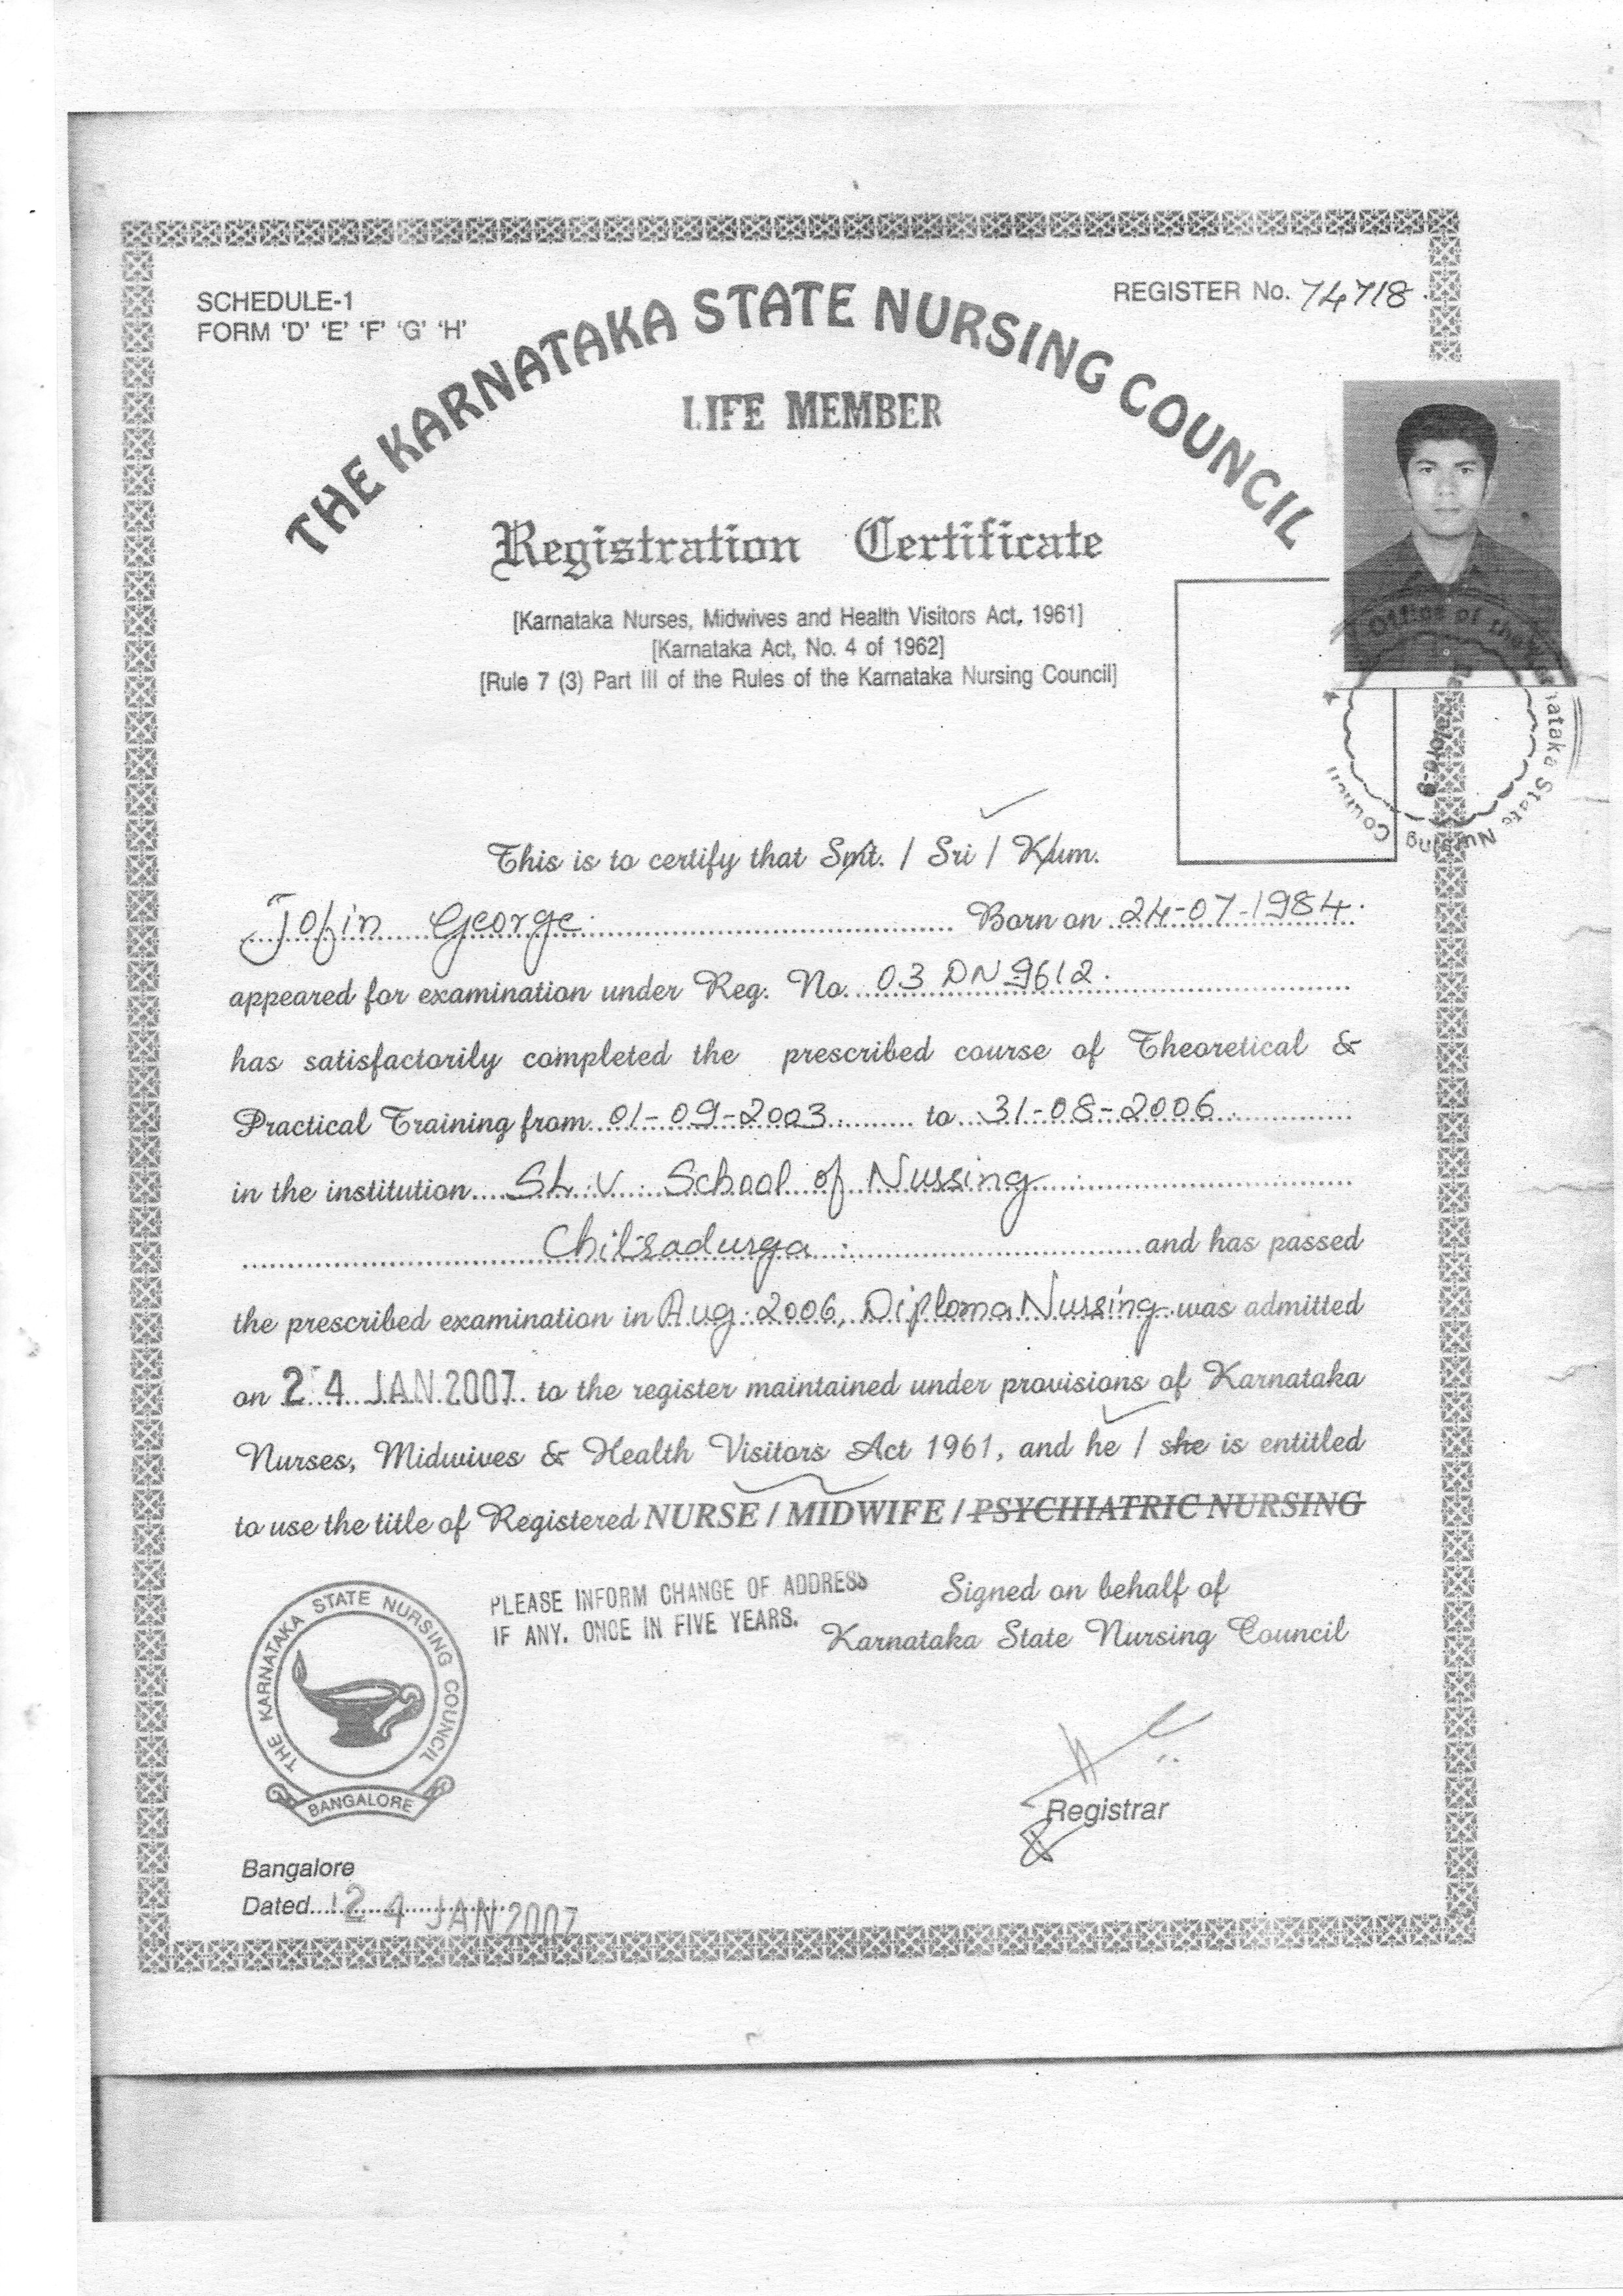 SCHEDULE-1
FORM 'D' 'E' 'F' 'G' 'H'
REGISTER No. 74718
THE KARNATAKA STATE NURSING COUNCIL
LIFE MEMBER
Registration Certificate
[Karnataka Nurses, Midwives and Health Visitors Act, 1961]
[Karnataka Act, No. 4 of 1962]
[Rule 7 (3) Part III of the Rules of the Karnataka Nursing Council]
Office of the Karnataka State Nursing Council
This is to certify that Smt. / Sri / Kum.
Jofin George Born on 24-07-1984.
appeared for examination under Reg. No. 03 DN 9612.
has satisfactorily completed the prescribed course of Theoretical &
Practical Training from 01-09-2003 to 31-08-2006
in the institution S.L.V. School of Nursing
Chitradurga and has passed
the prescribed examination in Aug. 2006, Diploma Nursing was admitted
on 24 JAN 2007 to the register maintained under provisions of Karnataka
Nurses, Midwives & Health Visitors Act 1961, and he / she is entitled
to use the title of Registered NURSE / MIDWIFE / PSYCHIATRIC NURSING
PLEASE INFORM CHANGE OF ADDRESS
IF ANY. ONCE IN FIVE YEARS.
Signed on behalf of
Karnataka State Nursing Council
THE KARNATAKA STATE NURSING COUNCIL
BANGALORE
Registrar
Bangalore
Dated 24 JAN 2007